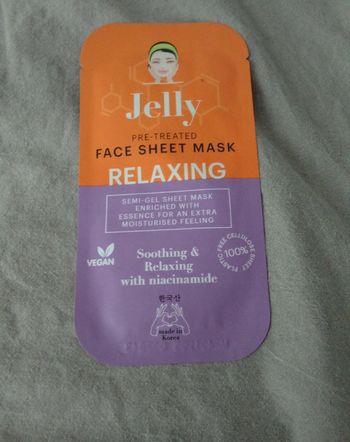 Jelly
PRE-TREATED
FACE SHEET MASK
RELAXING
SEMI-GEL SHEET MASK
ENRICHED WITH
ESSENCE FOR AN EXTRA
MOISTURISED FEELING
VEGAN
Soothing &
Relaxing
with niacinamide
PLASTIC FREE CELLULOSE SHEET
100%
한국산
made in
Korea